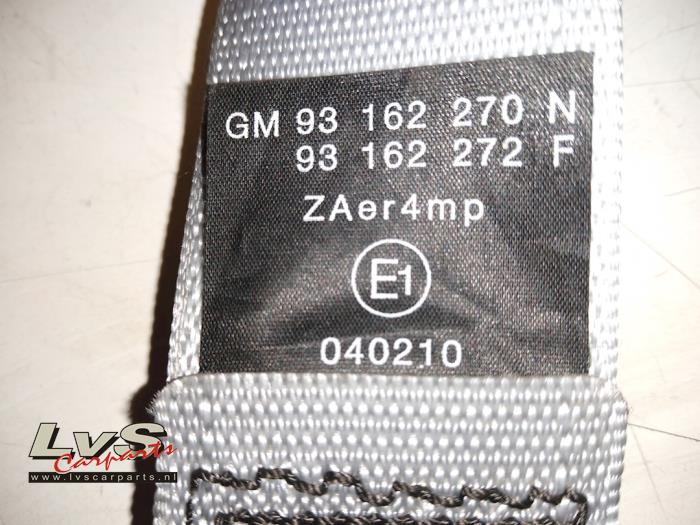 GM 93 162 270 N
93 162 272 F
ZAer4mp
E1
040210
LvS
Carparts
www.lvscarparts.nl